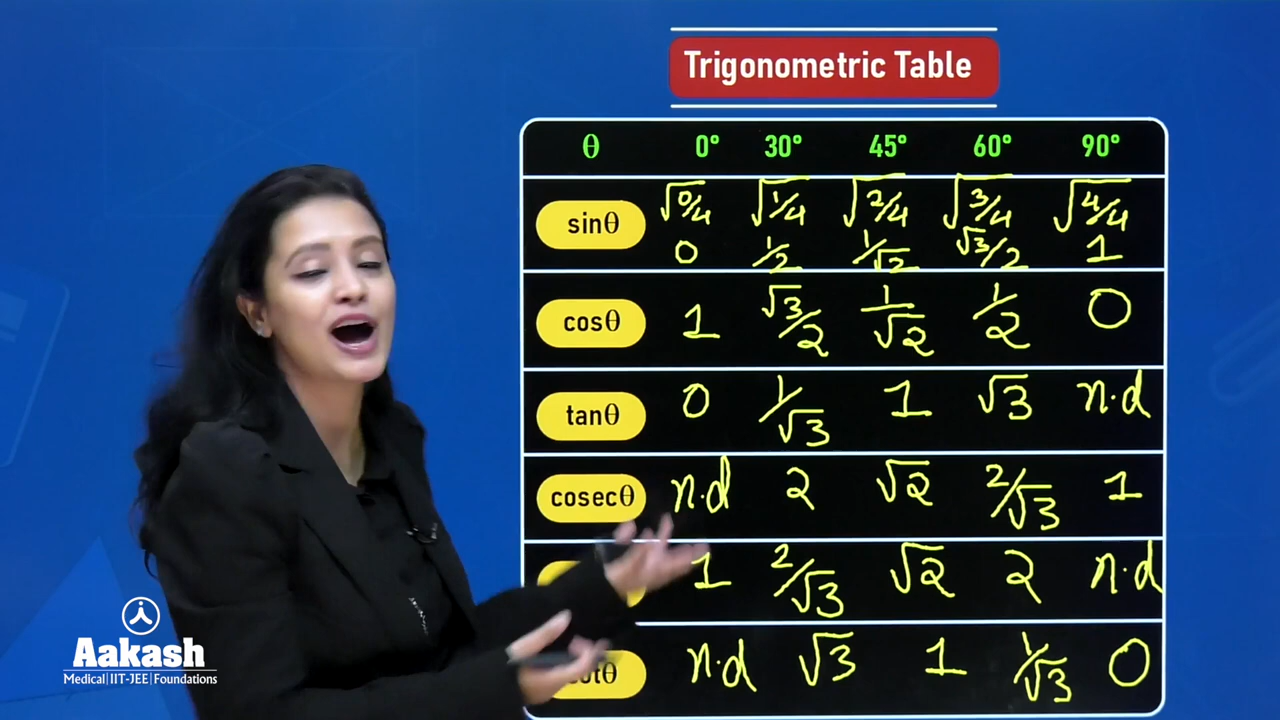 Trigonometric Table
θ 0° 30° 45° 60° 90°
sinθ √0/4 √1/4 √2/4 √3/4 √4/4
0 1/2 1/√2 √3/2 1
cosθ 1 √3/2 1/√2 1/2 0
tanθ 0 1/√3 1 √3 n.d
cosecθ n.d 2 √2 2/√3 1
1 2/√3 √2 2 n.d
otθ n.d √3 1 1/√3 0
Aakash
Medical|IIT-JEE|Foundations